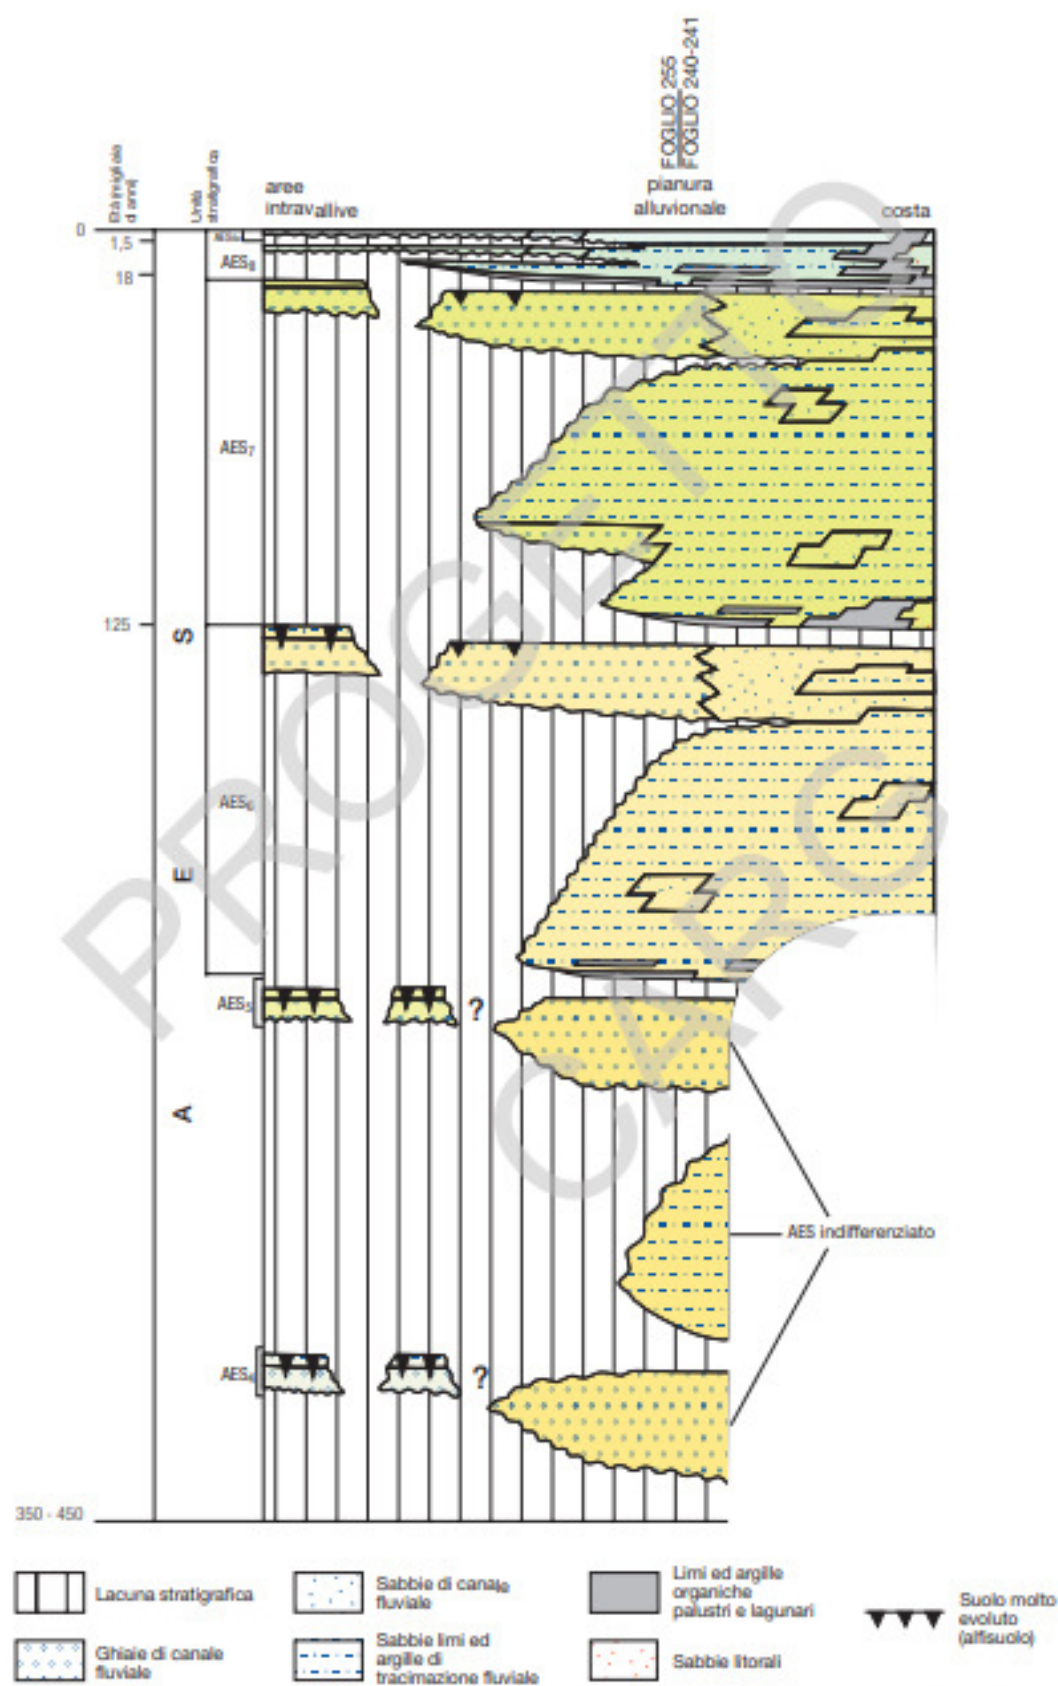 FOGLIO 255
FOGLIO 240-241
Età (migliaia
d anni)
Unità
stratigrafica
aree
intravallive
pianura
alluvionale
costa
0
1,5
18
125
350 - 450
AES8
AES7
AES6
AES5
AES4
S
E
A
?
?
AES indifferenziato
PROGETTO
CARG
Lacuna stratigrafica
Ghiaie di canale
fluviale
Sabbie di canale
fluviale
Sabbie limi ed
argille di
tracimazione fluviale
Limi ed argille
organiche
palustri e lagunari
Sabbie litorali
Suolo molto
evoluto
(alfisuolo)